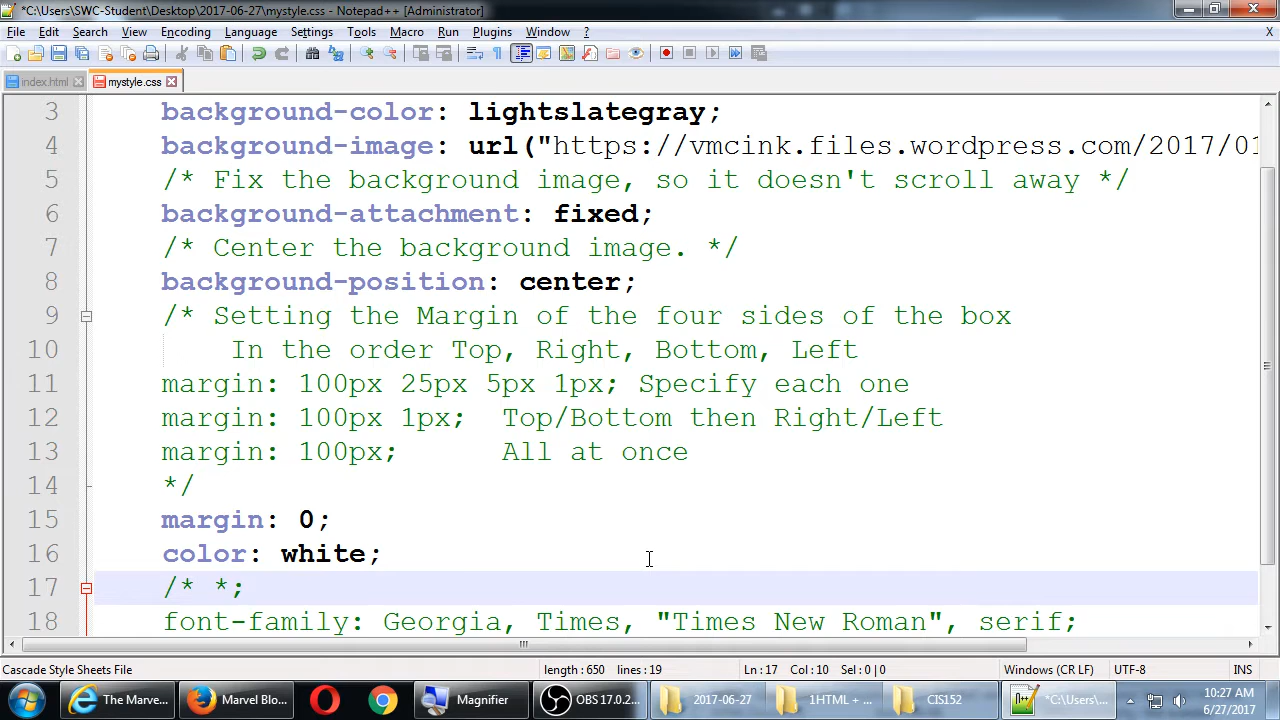 *C:\Users\SWC-Student\Desktop\2017-06-27\mystyle.css - Notepad++ [Administrator]
File Edit Search View Encoding Language Settings Tools Macro Run Plugins Window ? X
index.html mystyle.css
3 background-color: lightslategray;
4 background-image: url("https://vmcink.files.wordpress.com/2017/01
5 /* Fix the background image, so it doesn't scroll away */
6 background-attachment: fixed;
7 /* Center the background image. */
8 background-position: center;
9 /* Setting the Margin of the four sides of the box
10 In the order Top, Right, Bottom, Left
11 margin: 100px 25px 5px 1px; Specify each one
12 margin: 100px 1px; Top/Bottom then Right/Left
13 margin: 100px; All at once
14 */
15 margin: 0;
16 color: white;
17 /* *;
18 font-family: Georgia, Times, "Times New Roman", serif;
Cascade Style Sheets File length : 650 lines : 19 Ln : 17 Col : 10 Sel : 0 | 0 Windows (CR LF) UTF-8 INS
The Marve... Marvel Blo... Magnifier OBS 17.0.2... 2017-06-27 1HTML + ... CIS152 *C:\Users\... 10:27 AM
6/27/2017